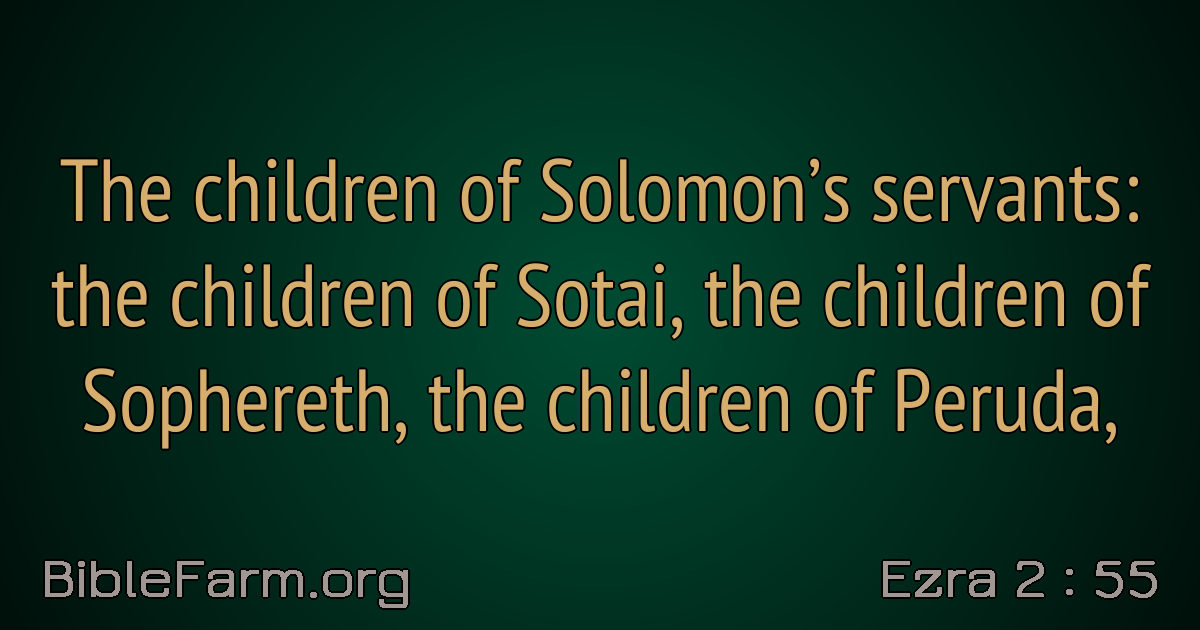 The children of Solomon’s servants:
the children of Sotai, the children of
Sophereth, the children of Peruda,
BibleFarm.org
Ezra 2 : 55